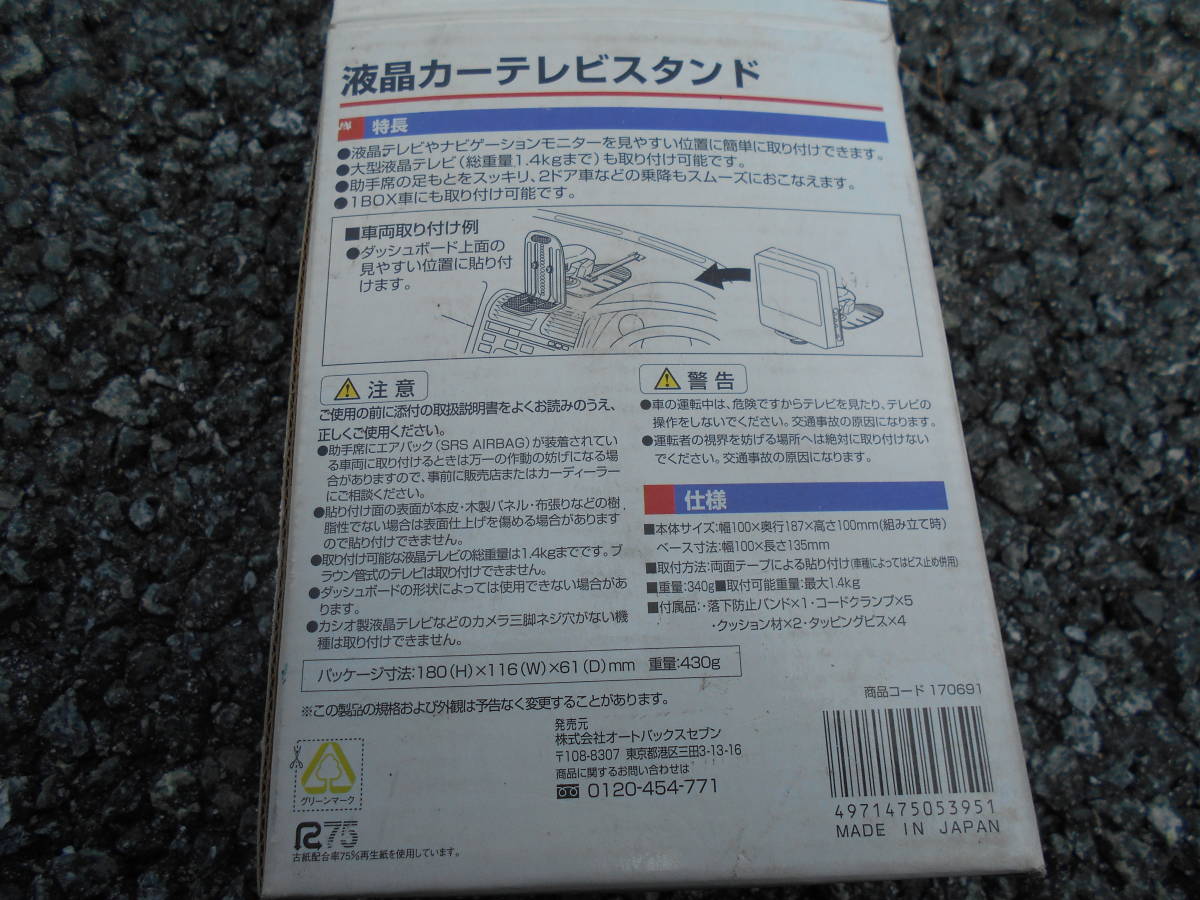 液晶カーテレビスタンド
特長
●液晶テレビやナビゲーションモニターを見やすい位置に簡単に取り付けできます。
●大型液晶テレビ(総重量1.4kgまで)も取り付け可能です。
●助手席の足もとをスッキリ、2ドア車などの乗降もスムーズにおこなえます。
●1BOX車にも取り付け可能です。
■車両取り付け例
●ダッシュボード上面の
見やすい位置に貼り付
けます。
注意
ご使用の前に添付の取扱説明書をよくお読みのうえ、
正しくご使用ください。
●助手席にエアバック(SRS AIRBAG)が装着されてい
る車両に取り付けるときは万一の作動の妨げになる場
合がありますので、事前に販売店またはカーディーラー
にご相談ください。
●貼り付け面の表面が本皮・木製パネル・布張りなどの樹
脂性でない場合は表面仕上げを傷める場合があります
ので貼り付けできません。
●取り付け可能な液晶テレビの総重量は1.4kgまでです。ブ
ラウン管式のテレビは取り付けできません。
●ダッシュボードの形状によっては使用できない場合があ
ります。
●カシオ製液晶テレビなどのカメラ三脚ネジ穴がない機
種は取り付けできません。
警告
●車の運転中は、危険ですからテレビを見たり、テレビの
操作をしないでください。交通事故の原因になります。
●運転者の視界を妨げる場所へは絶対に取り付けない
でください。交通事故の原因になります。
仕様
■本体サイズ:幅100×奥行187×高さ100mm(組み立て時)
ベース寸法:幅100×長さ135mm
■取付方法:両面テープによる貼り付け(車種によってはビス止め併用)
■重量:340g■取付可能重量:最大1.4kg
■付属品:・落下防止バンド×1・コードクランプ×5
・クッション材×2・タッピングビス×4
パッケージ寸法:180(H)×116(W)×61(D)mm 重量:430g
※この製品の規格および外観は予告なく変更することがあります。
発売元
株式会社オートバックスセブン
〒108-8307 東京都港区三田3-13-16
商品に関するお問い合わせは
0120-454-771
グリーンマーク
R75
古紙配合率75%再生紙を使用しています。
商品コード 170691
4971475053951
MADE IN JAPAN